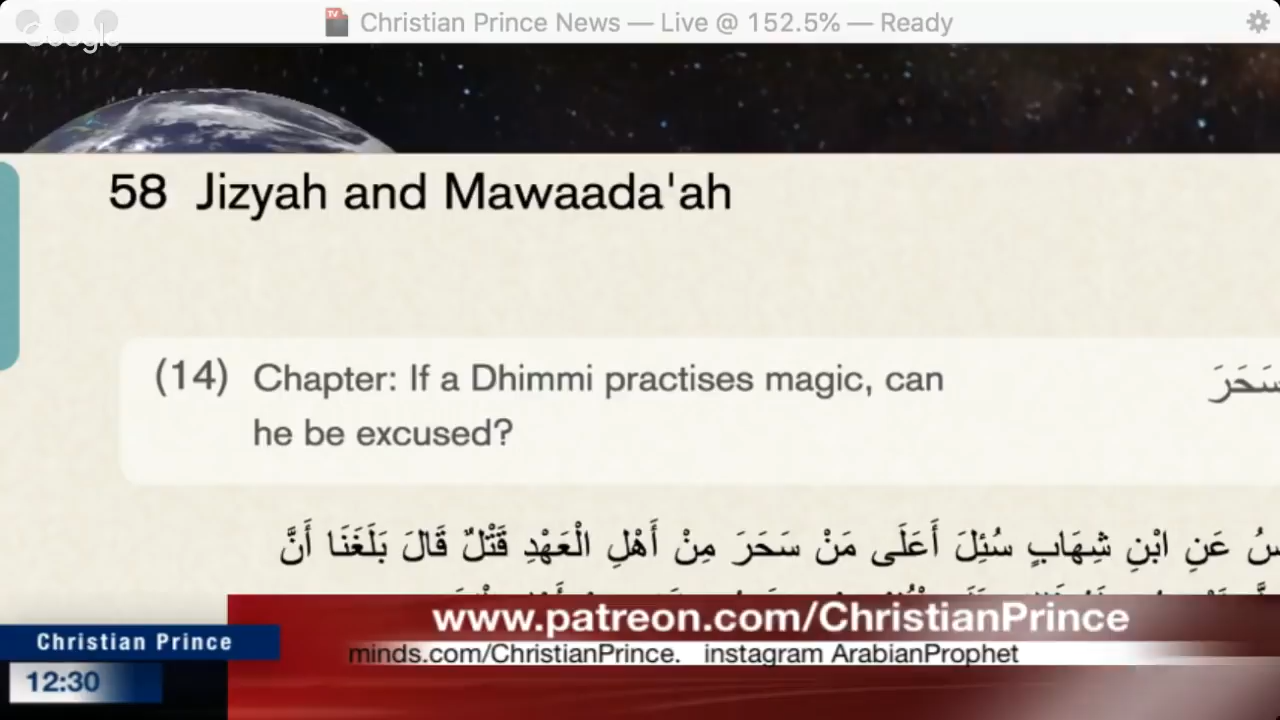 Christian Prince News — Live @ 152.5% — Ready
Google
58 Jizyah and Mawaada'ah
(14) Chapter: If a Dhimmi practises magic, can
he be excused?
سَحَرَ
عَنِ ابْنِ شِهَابٍ سُئِلَ أَعَلَى مَنْ سَحَرَ مِنْ أَهْلِ الْعَهْدِ قَتْلٌ قَالَ بَلَغَنَا أَنَّ
www.patreon.com/ChristianPrince
Christian Prince
minds.com/ChristianPrince. instagram ArabianProphet
12:30